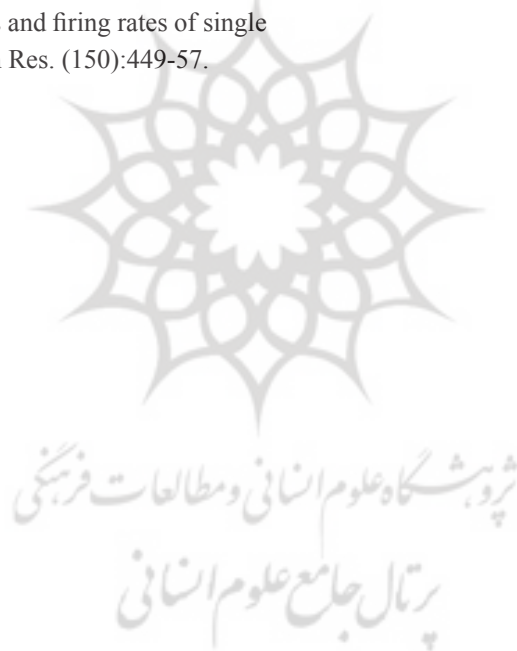 s and firing rates of single
n Res. (150):449-57.
پژوهشگاه علوم انسانی و مطالعات فرهنگی
پرتال جامع علوم انسانی